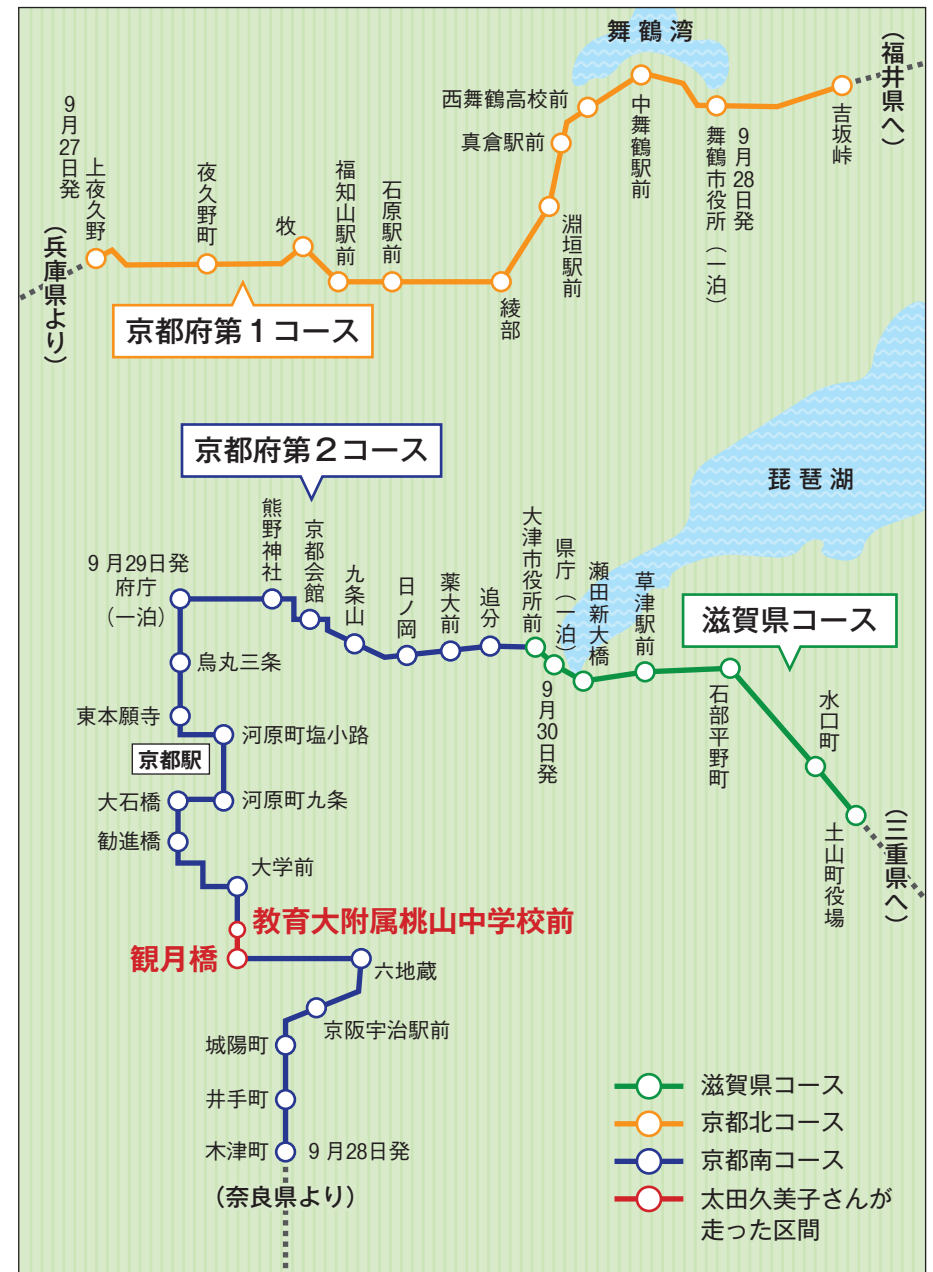 舞鶴湾
（福井県へ）
西舞鶴高校前
真倉駅前
中舞鶴駅前
9月28日発
舞鶴市役所（一泊）
吉坂峠
9月27日発
上夜久野
夜久野町
牧
福知山駅前
石原駅前
綾部
淵垣駅前
（兵庫県より）
京都府第1コース
京都府第2コース
琵琶湖
熊野神社
京都会館
九条山
日ノ岡
薬大前
追分
大津市役所前
県庁（一泊）
9月30日発
瀬田新大橋
草津駅前
滋賀県コース
石部平野町
水口町
土山町役場
（三重県へ）
9月29日発
府庁
（一泊）
烏丸三条
東本願寺
河原町塩小路
京都駅
大石橋
河原町九条
勧進橋
大学前
教育大附属桃山中学校前
観月橋
六地蔵
京阪宇治駅前
城陽町
井手町
木津町
9月28日発
（奈良県より）
滋賀県コース
京都北コース
京都南コース
太田久美子さんが
走った区間